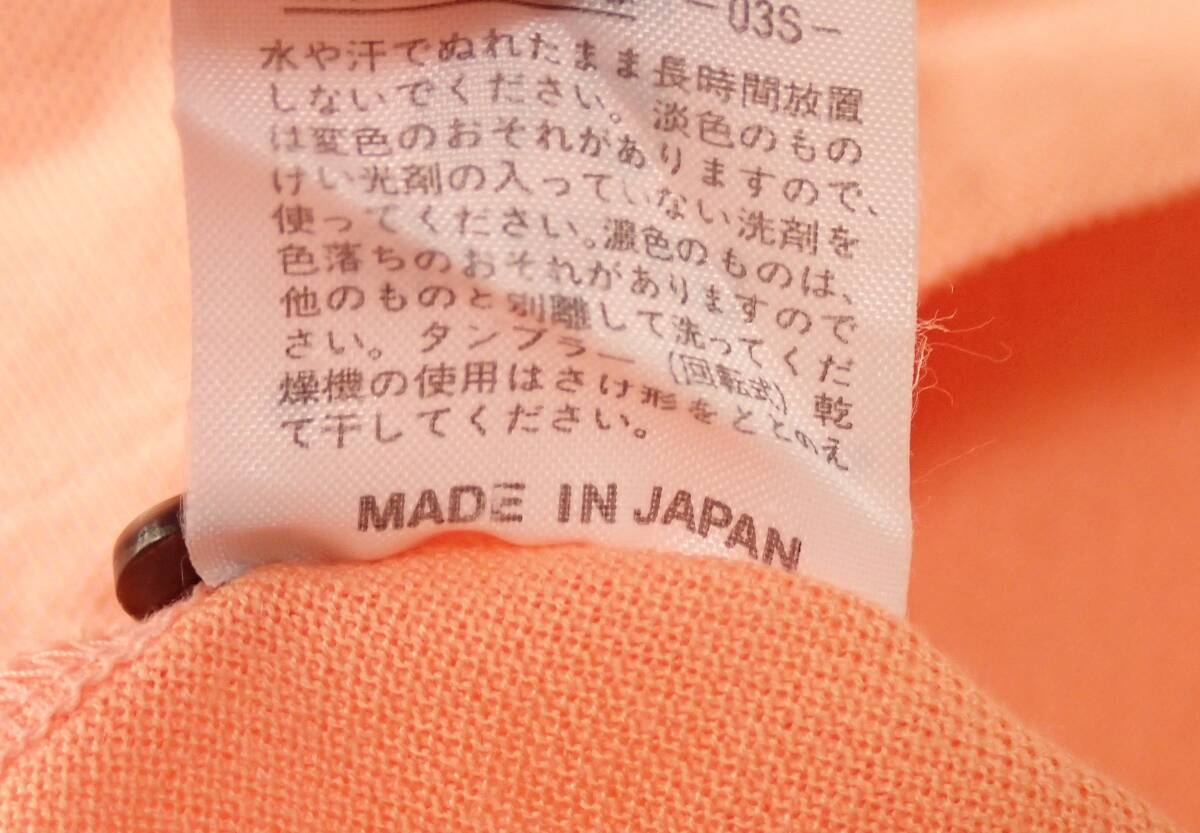 -03S-
水や汗でぬれたまま長時間放置
しないでください。淡色のもの
は変色のおそれがありますので、
けい光剤の入っていない洗剤を
使ってください。濃色のものは、
色落ちのおそれがありますので
他のものと別離して洗ってくだ
さい。タンブラー(回転式)乾
燥機の使用はさけ形をととのえ
て干してください。
MADE IN JAPAN